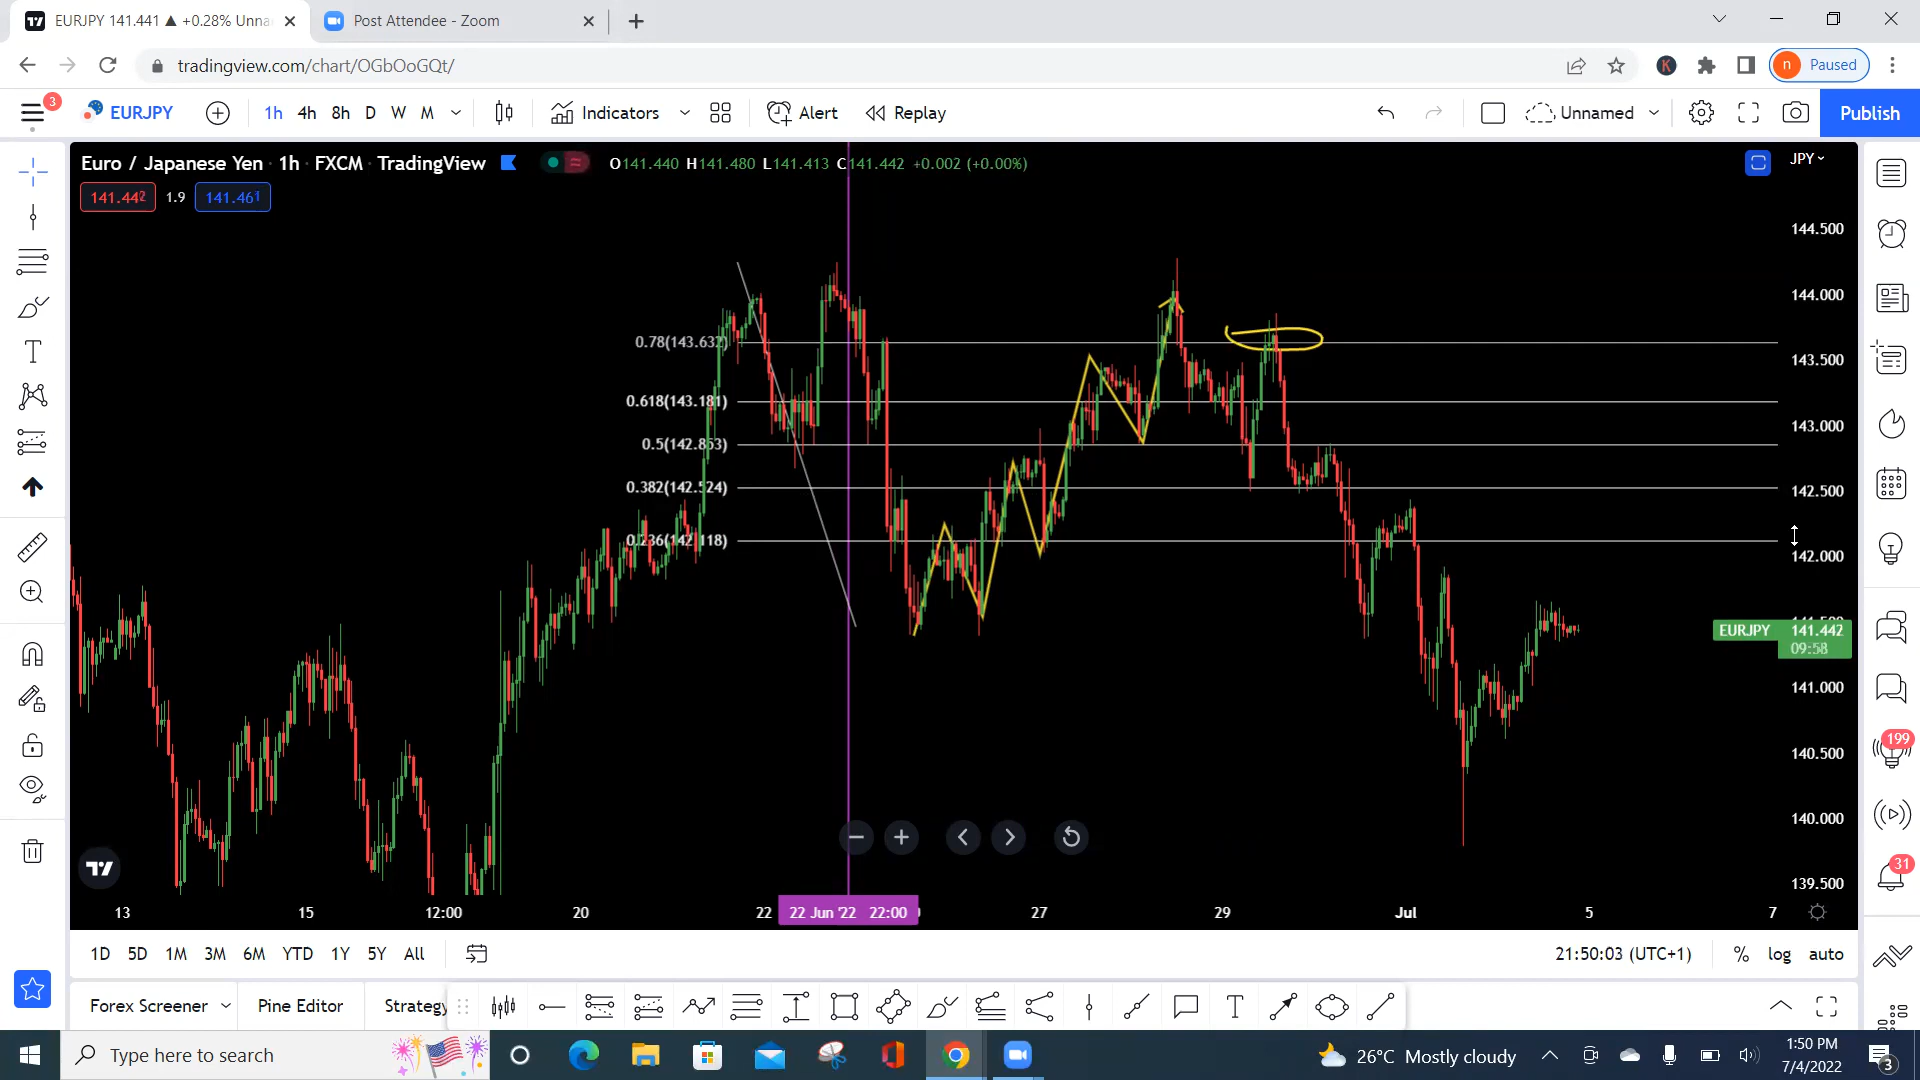 EURJPY 141.441 ▲ +0.28% Unna
Post Attendee - Zoom
tradingview.com/chart/OGbOoGQt/
K
n Paused
3
EURJPY
1h 4h 8h D W M
Indicators
Alert
Replay
Unnamed
Publish
Euro / Japanese Yen · 1h · FXCM · TradingView
O141.440 H141.480 L141.413 C141.442 +0.002 (+0.00%)
JPY
141.442 1.9 141.461
144.500
144.000
143.500
143.000
142.500
142.000
141.000
140.500
140.000
139.500
0.78(143.632)
0.618(143.181)
0.5(142.853)
0.382(142.524)
0.236(142.118)
EURJPY 141.442
09:58
199
31
13 15 12:00 20 22 22 Jun '22 22:00 27 29 Jul 5 7
1D 5D 1M 3M 6M YTD 1Y 5Y All
21:50:03 (UTC+1) % log auto
Forex Screener Pine Editor Strategy
Type here to search
26°C Mostly cloudy
1:50 PM
7/4/2022
3